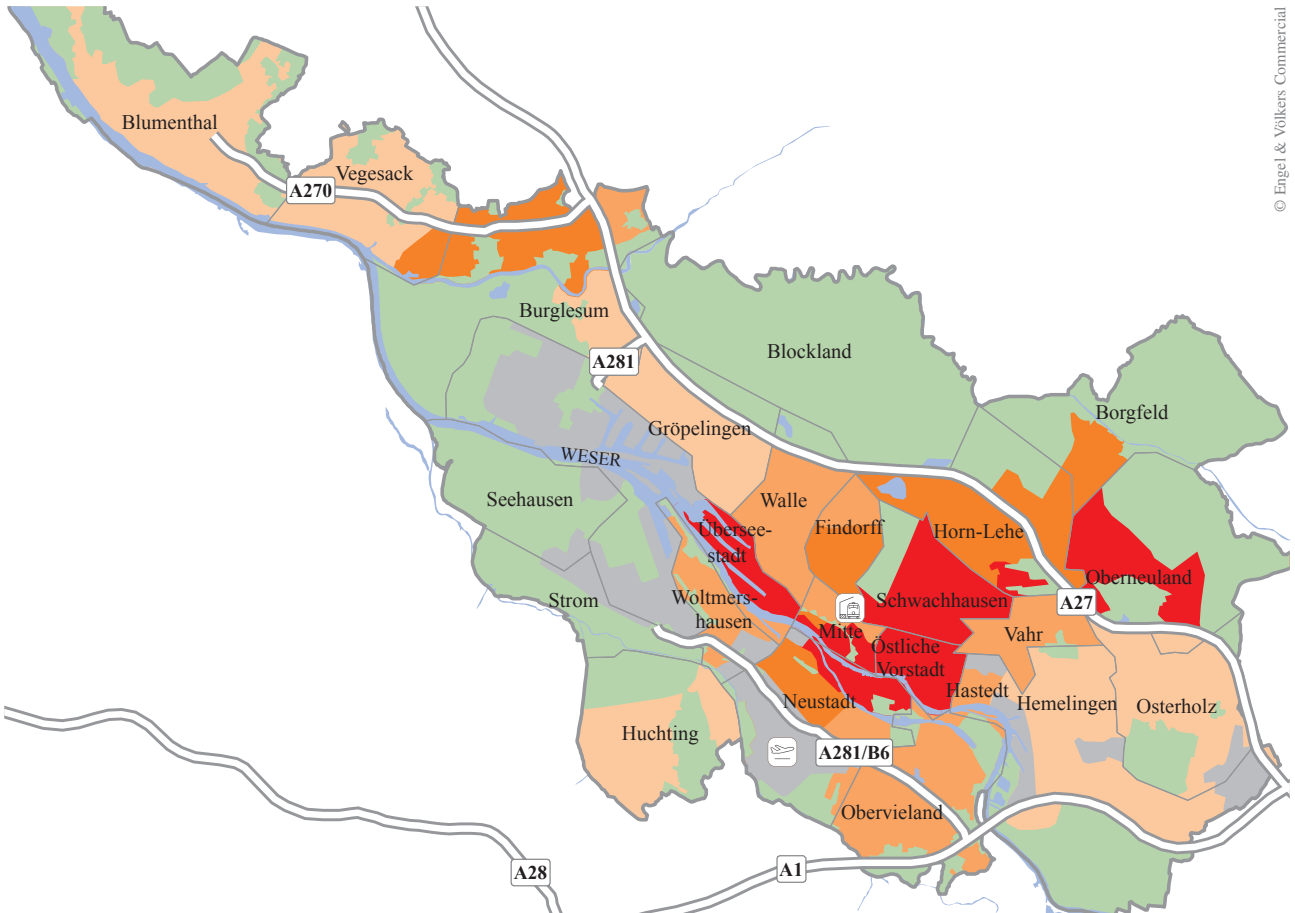 © Engel & Völkers Commercial
Blumenthal
Vegesack
A270
Burglesum
Blockland
A281
Borgfeld
Gröpelingen
WESER
Seehausen
Walle
Übersee-
stadt
Findorff
Horn-Lehe
Oberneuland
Strom
Woltmers-
hausen
Schwachhausen
A27
Mitte
Östliche
Vorstadt
Vahr
Neustadt
Hastedt
Hemelingen
Osterholz
Huchting
A281/B6
Obervieland
A28
A1